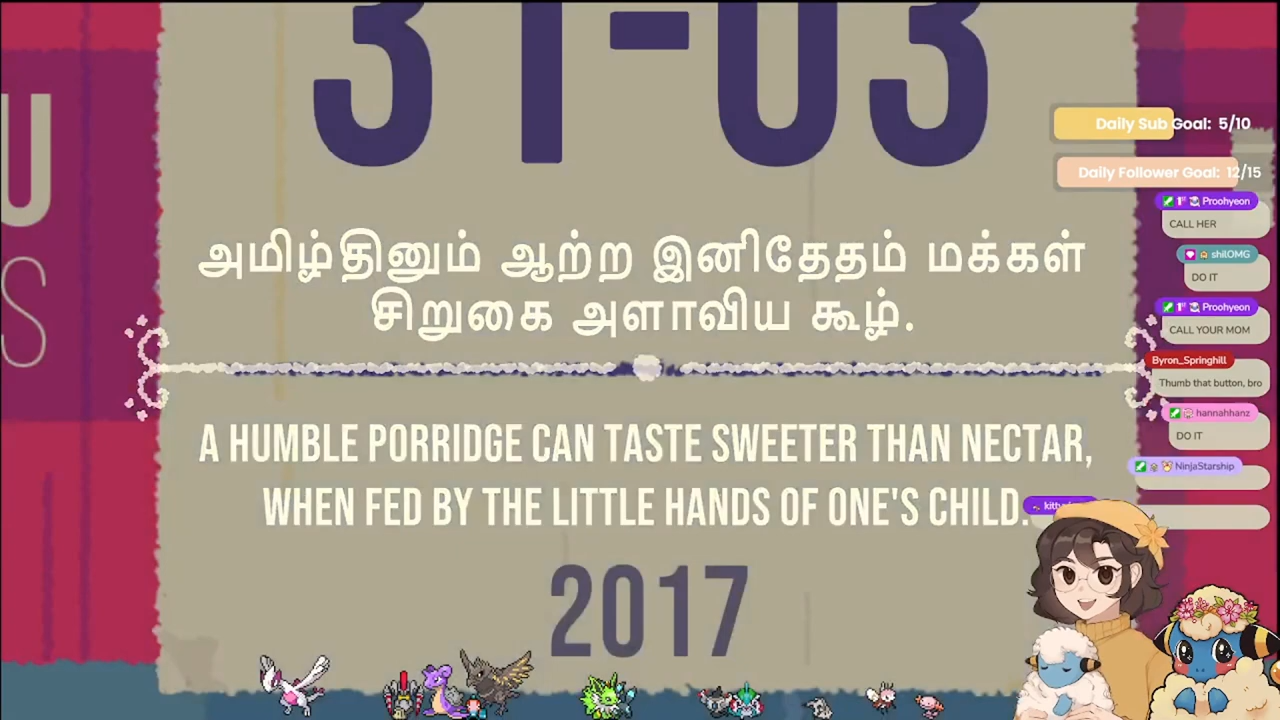 31-03
U
S
அமிழ்தினும் ஆற்ற இனிதேதம் மக்கள்
சிறுகை அளாவிய கூழ்.
A HUMBLE PORRIDGE CAN TASTE SWEETER THAN NECTAR,
WHEN FED BY THE LITTLE HANDS OF ONE'S CHILD.
2017
Daily Sub Goal: 5/10
Daily Follower Goal: 12/15
1st Proohyeon
CALL HER
shilOMG
DO IT
1st Proohyeon
CALL YOUR MOM
Byron_Springhill
Thumb that button, bro
hannahhanz
DO IT
NinjaStarship